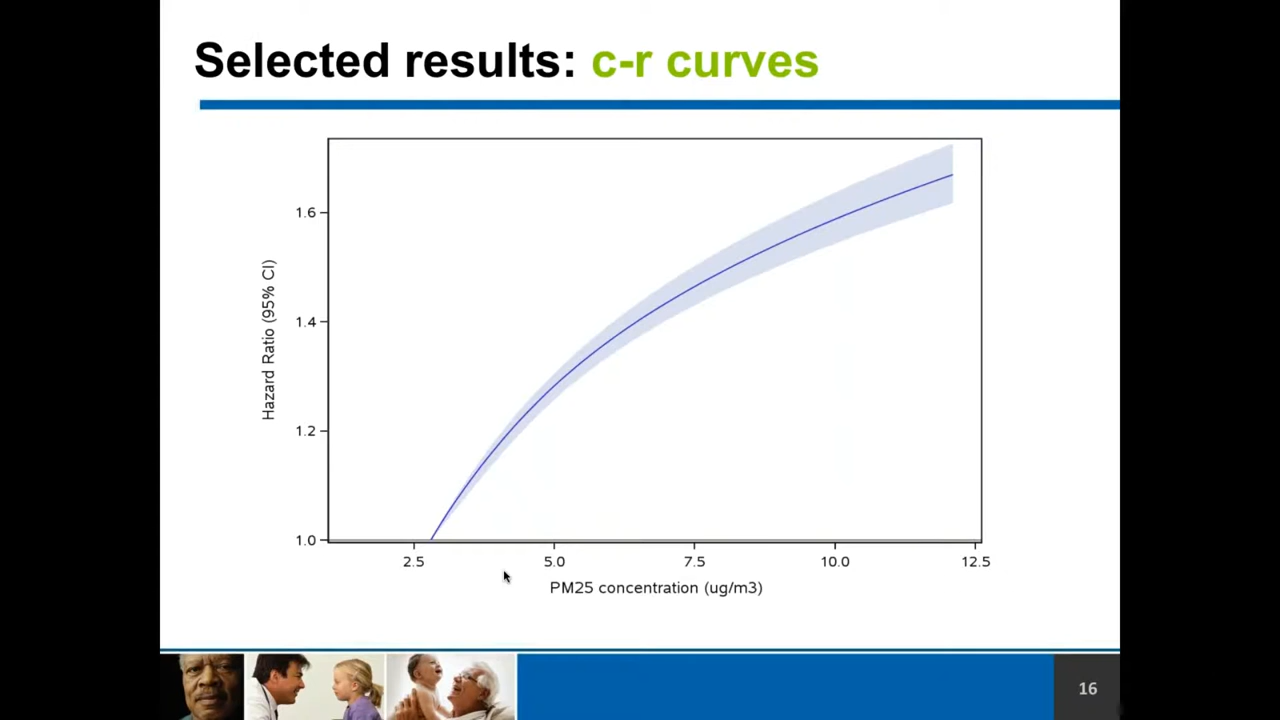 Selected results: c-r curves
1.6
1.4
1.2
1.0
Hazard Ratio (95% CI)
2.5 5.0 7.5 10.0 12.5
PM25 concentration (ug/m3)
16